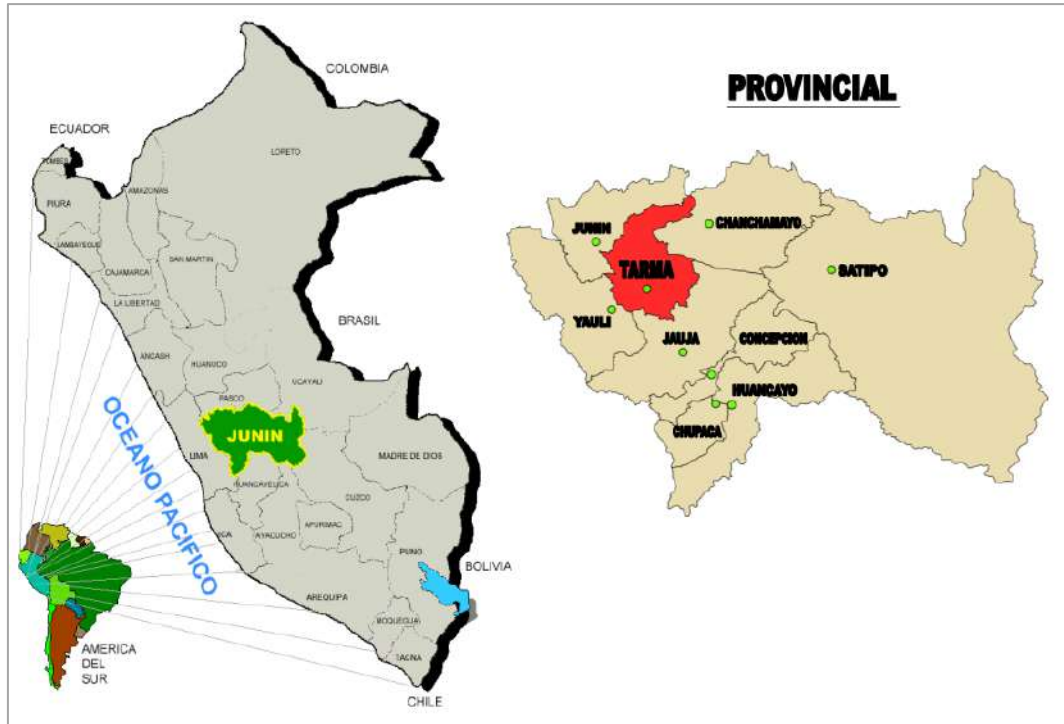 COLOMBIA
ECUADOR
TUMBES
LORETO
PIURA
AMAZONAS
LAMBAYEQUE
CAJAMARCA
SAN MARTIN
LA LIBERTAD
BRASIL
ANCASH
HUANUCO
UCAYALI
PASCO
JUNIN
LIMA
MADRE DE DIOS
HUANCAVELICA
CUZCO
APURIMAC
ICA
AYACUCHO
PUNO
BOLIVIA
AREQUIPA
MOQUEGUA
TACNA
CHILE
OCEANO PACIFICO
AMERICA
DEL
SUR
PROVINCIAL
JUNIN
CHANCHAMAYO
TARMA
SATIPO
YAULI
JAUJA
CONCEPCION
HUANCAYO
CHUPACA